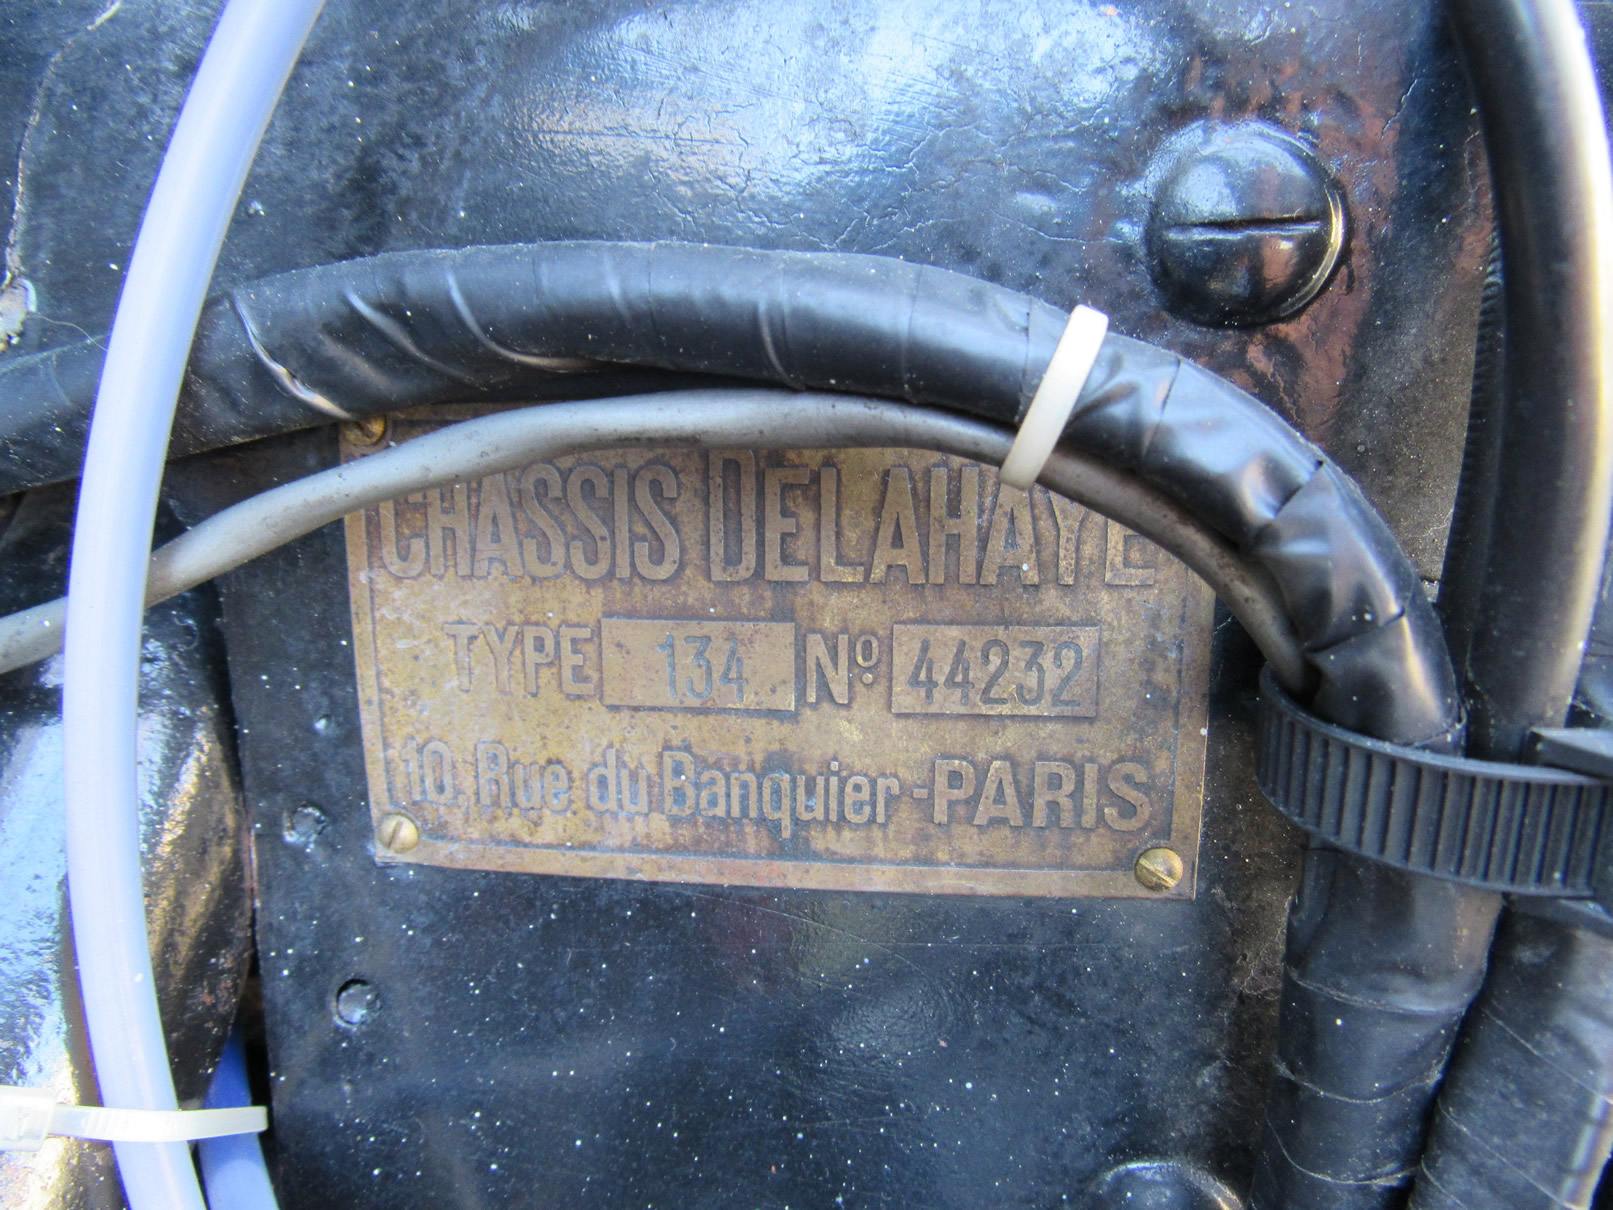 CHASSIS DELAHAYE
TYPE 134 Nº 44232
10, Rue du Banquier - PARIS